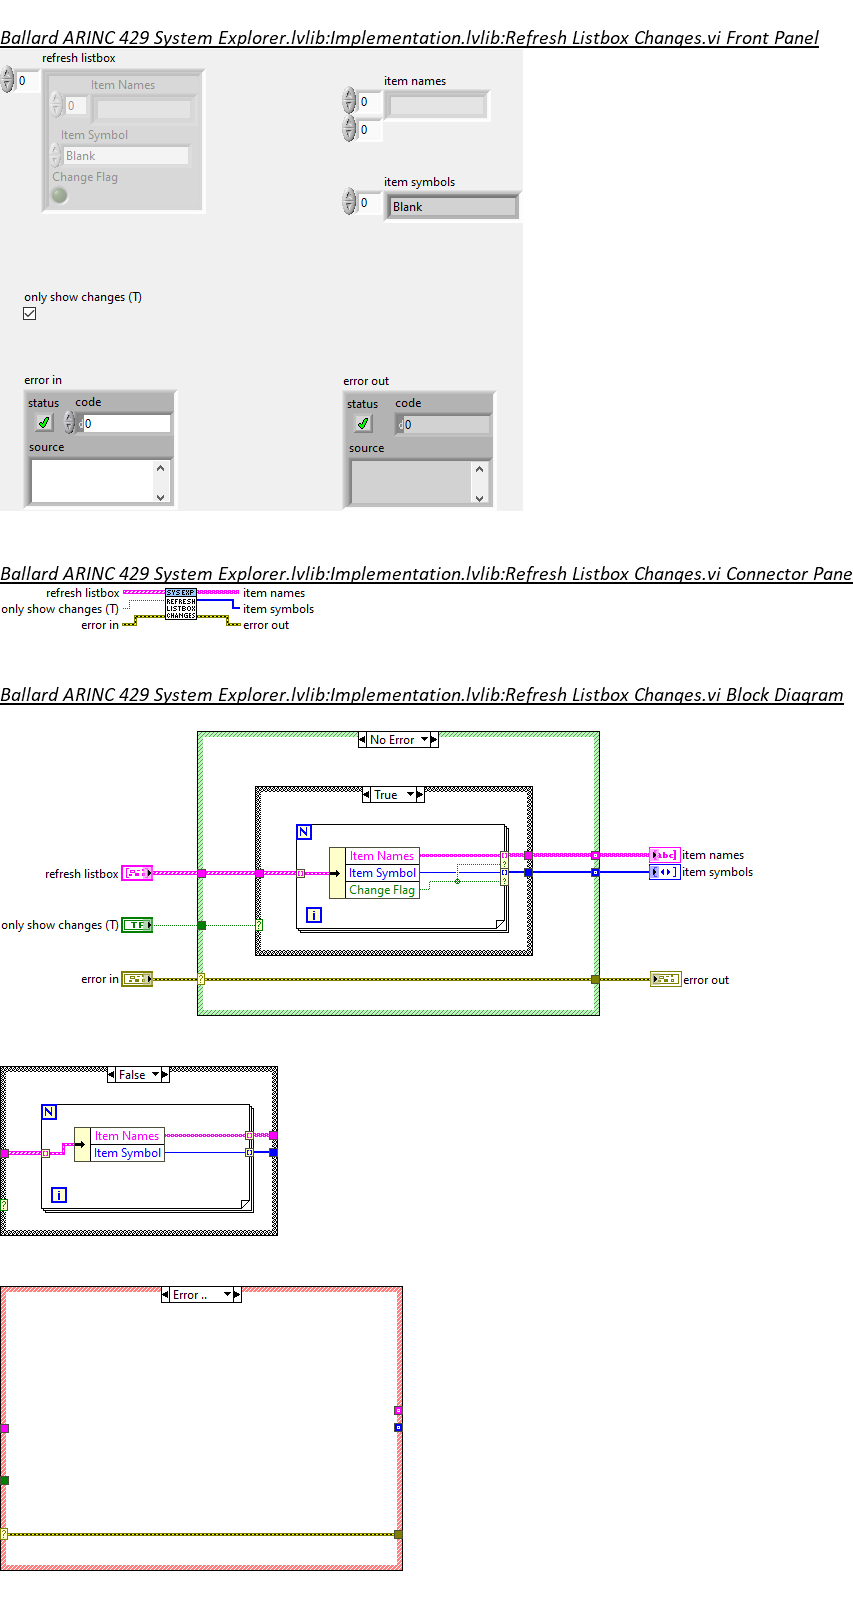 Ballard ARINC 429 System Explorer.lvlib:Implementation.lvlib:Refresh Listbox Changes.vi Front Panel
refresh listbox
0
Item Names
0
Item Symbol
Blank
Change Flag
item names
0
0
item symbols
0
Blank
only show changes (T)
error in
status code
d 0
source
error out
status code
d 0
source
Ballard ARINC 429 System Explorer.lvlib:Implementation.lvlib:Refresh Listbox Changes.vi Connector Pane
refresh listbox
only show changes (T)
error in
SYS EXP
REFRESH
LISTBOX
CHANGES
item names
item symbols
error out
Ballard ARINC 429 System Explorer.lvlib:Implementation.lvlib:Refresh Listbox Changes.vi Block Diagram
No Error
True
N
Item Names
Item Symbol
Change Flag
i
refresh listbox
only show changes (T)
TF
error in
abc
item names
item symbols
error out
False
N
Item Names
Item Symbol
i
Error ..